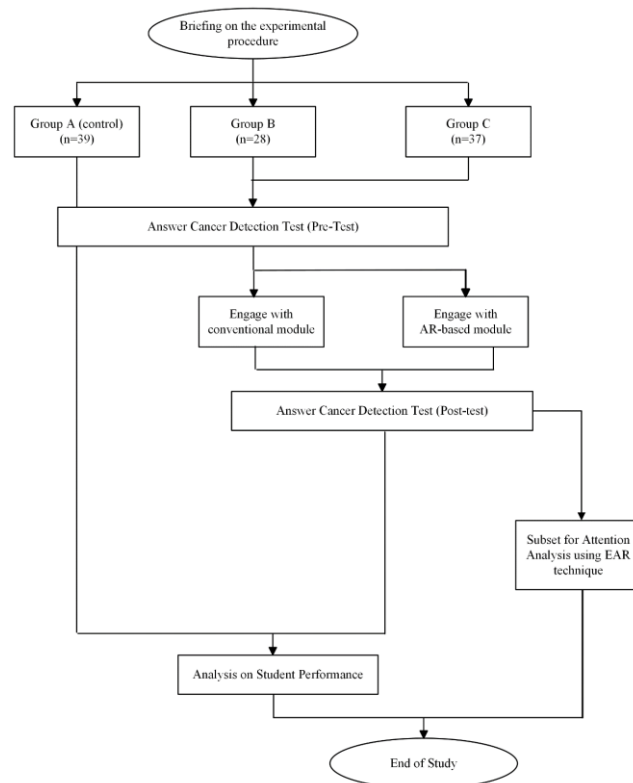 Briefing on the experimental
procedure
Group A (control)
(n=39)
Group B
(n=28)
Group C
(n=37)
Answer Cancer Detection Test (Pre-Test)
Engage with
conventional module
Engage with
AR-based module
Answer Cancer Detection Test (Post-test)
Subset for Attention
Analysis using EAR
technique
Analysis on Student Performance
End of Study